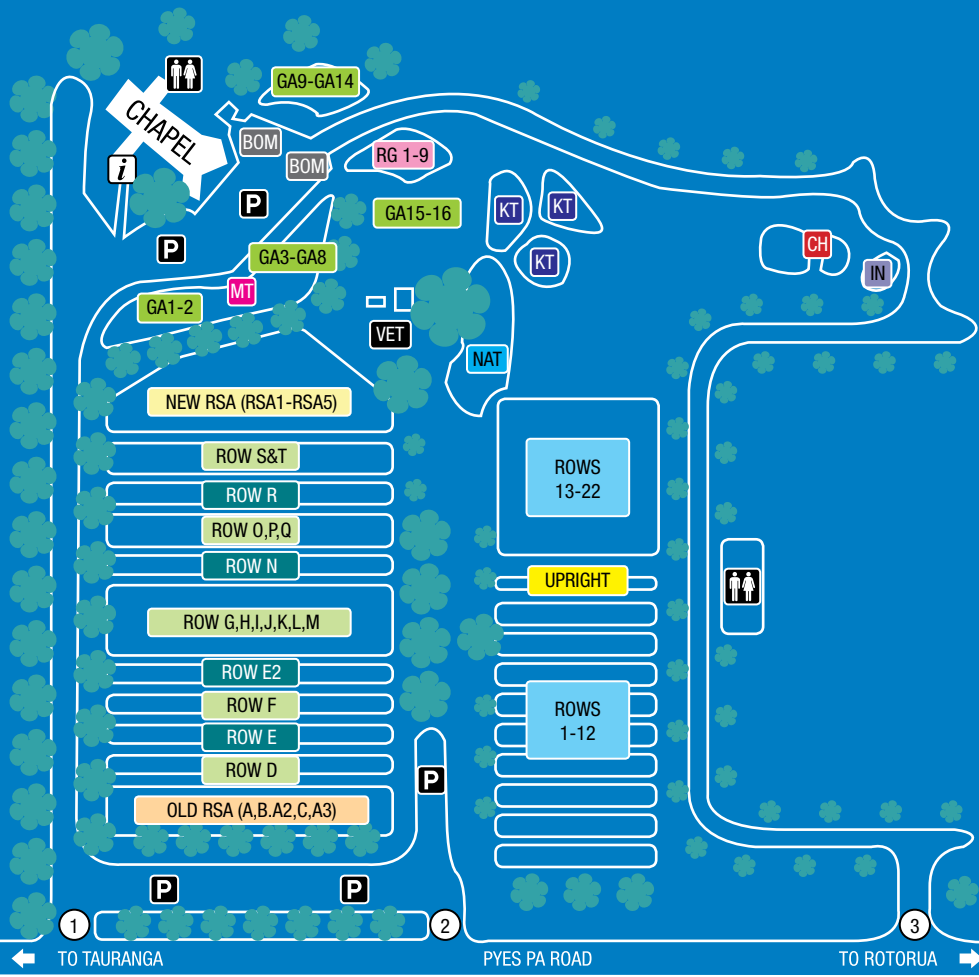 GA9-GA14
CHAPEL
BOM
BOM
RG 1-9
i
P
GA15-16
KT
KT
P
GA3-GA8
CH
KT
IN
MT
GA1-2
VET
NAT
NEW RSA (RSA1-RSA5)
ROW S&T
ROWS
13-22
ROW R
ROW O,P,Q
ROW N
UPRIGHT
ROW G,H,I,J,K,L,M
ROW E2
ROW F
ROWS
1-12
ROW E
ROW D
P
OLD RSA (A,B.A2,C,A3)
P
P
1
2
3
TO TAURANGA
PYES PA ROAD
TO ROTORUA